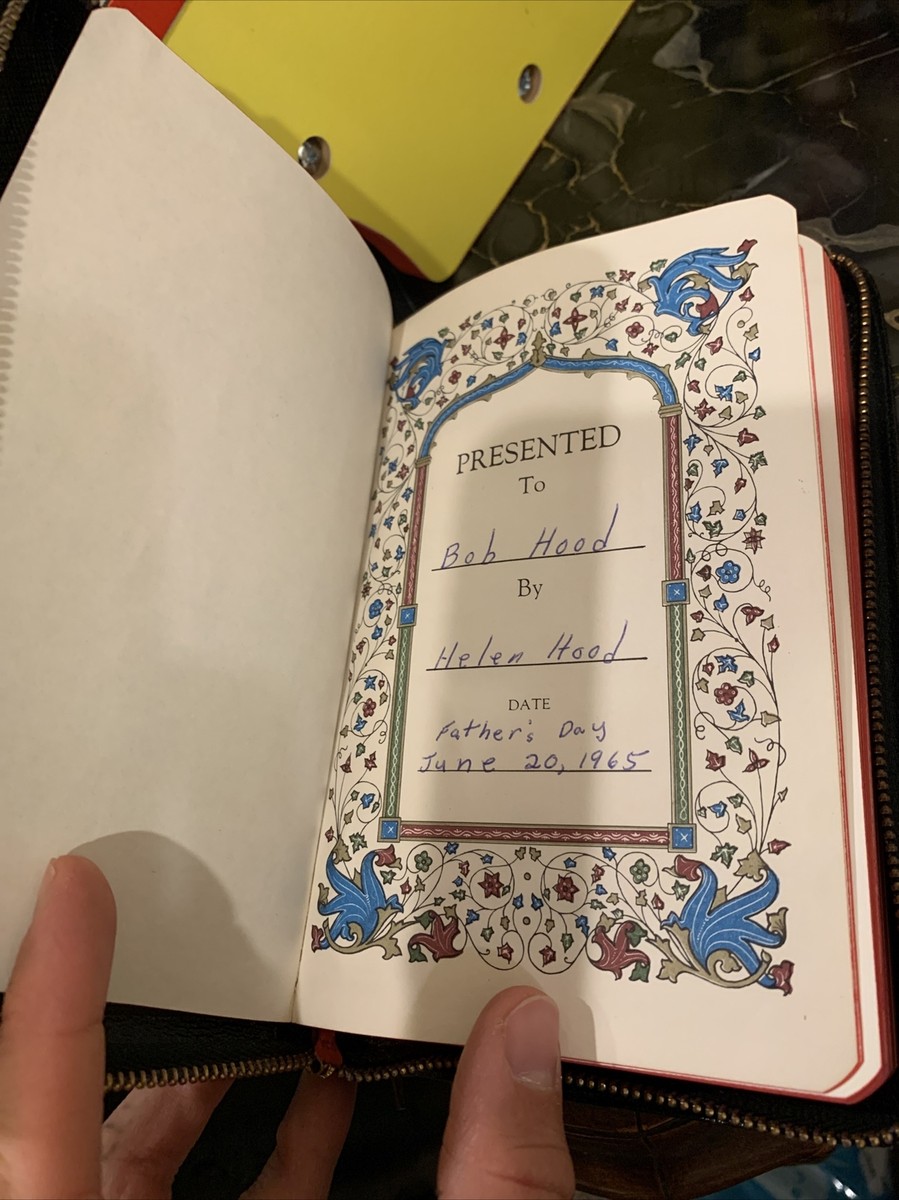 PRESENTED
To
Bob Hood
By
Helen Hood
DATE
Father's Day
June 20, 1965